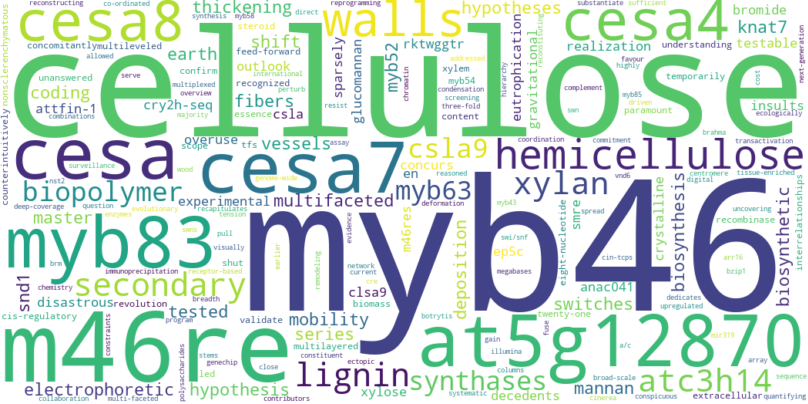 cesa8
thickening
walls
hypotheses
cesa4
bromide
knat7
cellulose
reconstructing
co-ordinated
synthesis
myb58
direct
reprogramming
steroid
concomitantly
multileveled
feed-forward
shift
earth
unanswered
confirm
recognized
outlook
international
coding
cry2h-seq
perturb
attfin-1
fibers
allowed
serve
multiplexed
overview
essence
csla
majority
combinations
nonsclerenchymatous
counterintuitively
sparsely
glucomannan
myb52
rktwggtr
addressed
chromatin
myb54
xylem
condensation
screening
three-fold
resist
complement
content
hierarchy
eutrophication
gravitational
reconstituting
realization
understanding
testable
temporarily
insults
substantiate
sufficient
favour
highly
myb85
driven
cost
swn
paramount
ecologically
next-generation
cesa
overuse
vessels
scope
tfs
assay
cesa7
csla9
concurs
genome-wide
wood
surveillance
nst2
en
hemicellulose
coordination
commitment
brahma
transactivation
vnd6
centromere
tissue-enriched
digital
reasoned
biopolymer
deep-coverage
question
experimental
multifaceted
enzymes
evolutionary
myb63
xylan
myb83
master
recapitulates
tension
swns
pull
visually
brm
immunoprecipitation
receptor-based
secondary
snd1
chemistry
shut
disastrous
revolution
breadth
cis-regulatory
tested
myb46
earlier
evidence
m46res
deformation
myb43
remodeling
network
current
cre
swi/snf
ep5c
megabases
deposition
eight-nucleotide
smre
spread
cin-tcps
anac041
switches
crystalline
biosynthesis
biosynthetic
recombinase
uncovering
arr16
bzip1
dedicates
upregulated
interrelationships
m46re
constraints
program
validate
mobility
series
multilayered
biomass
botrytis
constituent
led
genechip
stems
close
ectopic
polysaccharides
hypothesis
electrophoretic
collaboration
multi-faceted
contributors
lignin
xylose
at5g12870
twenty-one
gain
illumina
columns
fuse
a/c
array
synthases
decedents
systematic
cinerea
mannan
broad-scale
conspicuous
atc3h14
extracellular
sequence
quantifying
clsa9